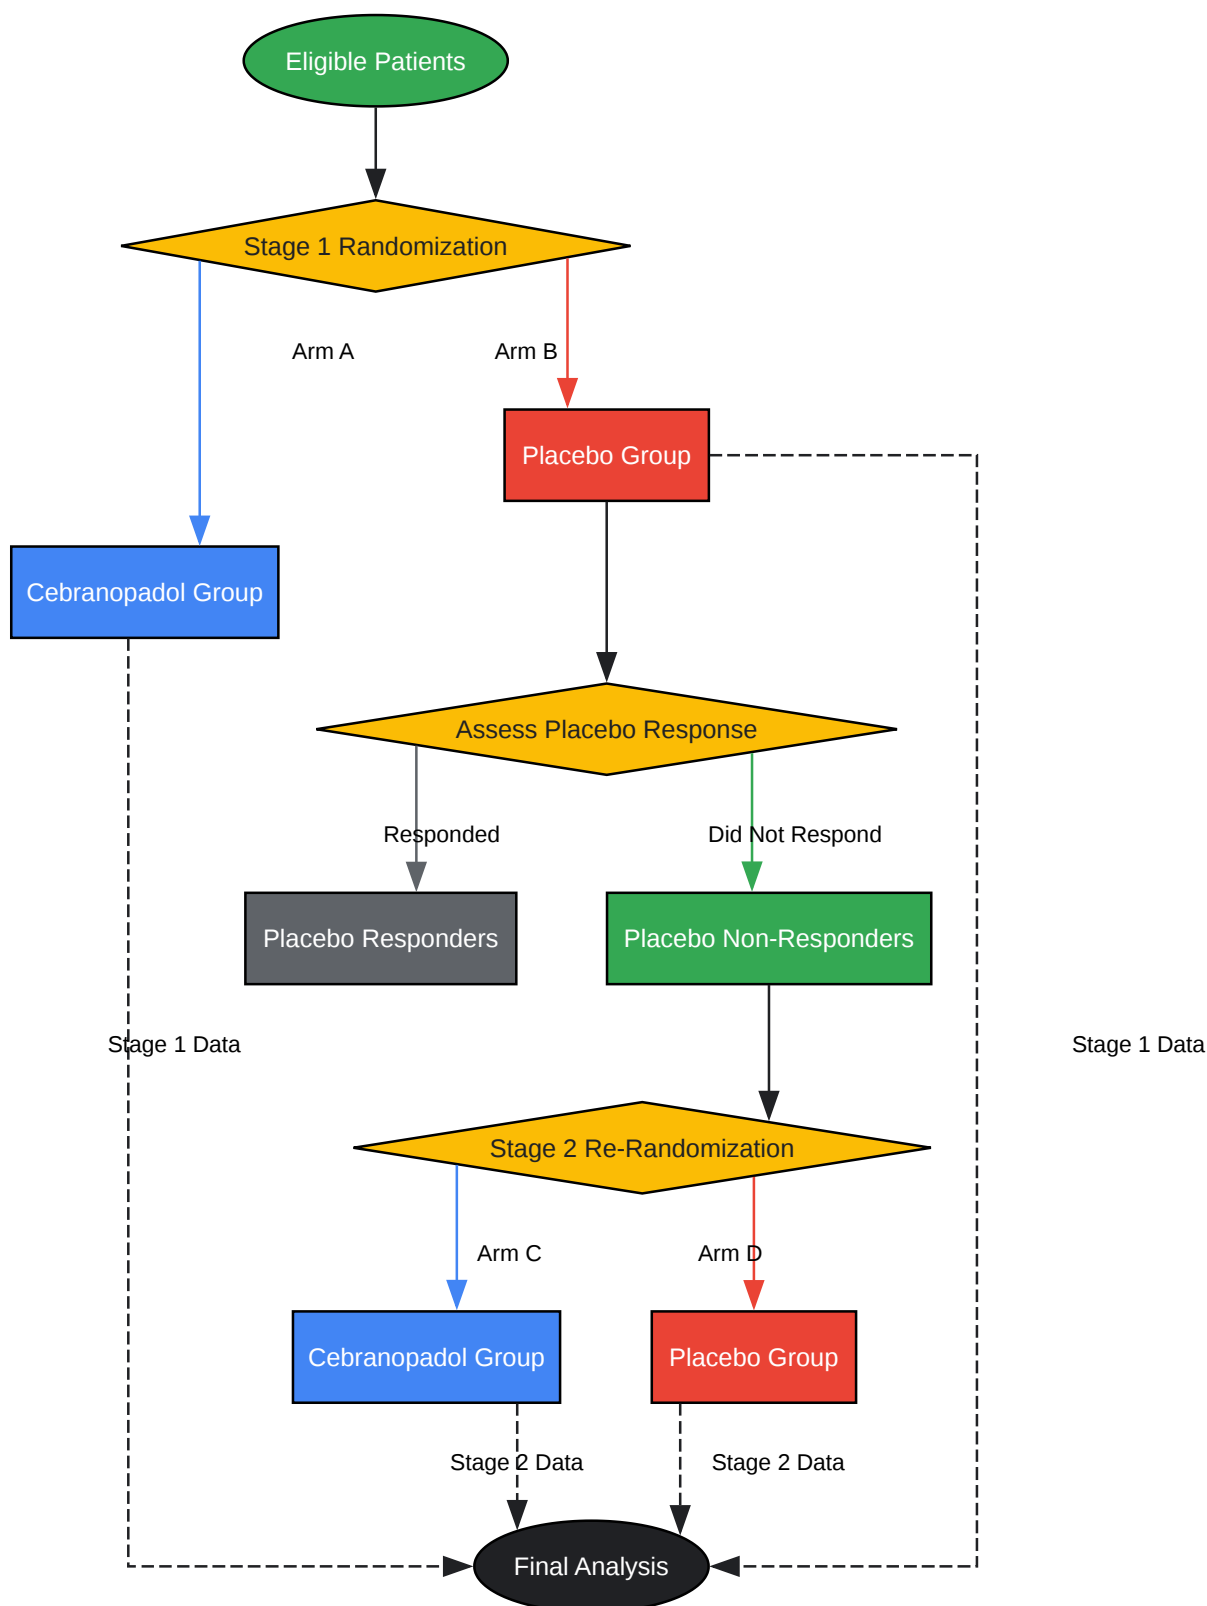 Eligible Patients
Stage 1 Randomization
Arm A
Arm B
Placebo Group
Cebranopadol Group
Assess Placebo Response
Responded
Did Not Respond
Placebo Responders
Placebo Non-Responders
Stage 1 Data
Stage 1 Data
Stage 2 Re-Randomization
Arm C
Arm D
Cebranopadol Group
Placebo Group
Stage 2 Data
Stage 2 Data
Final Analysis